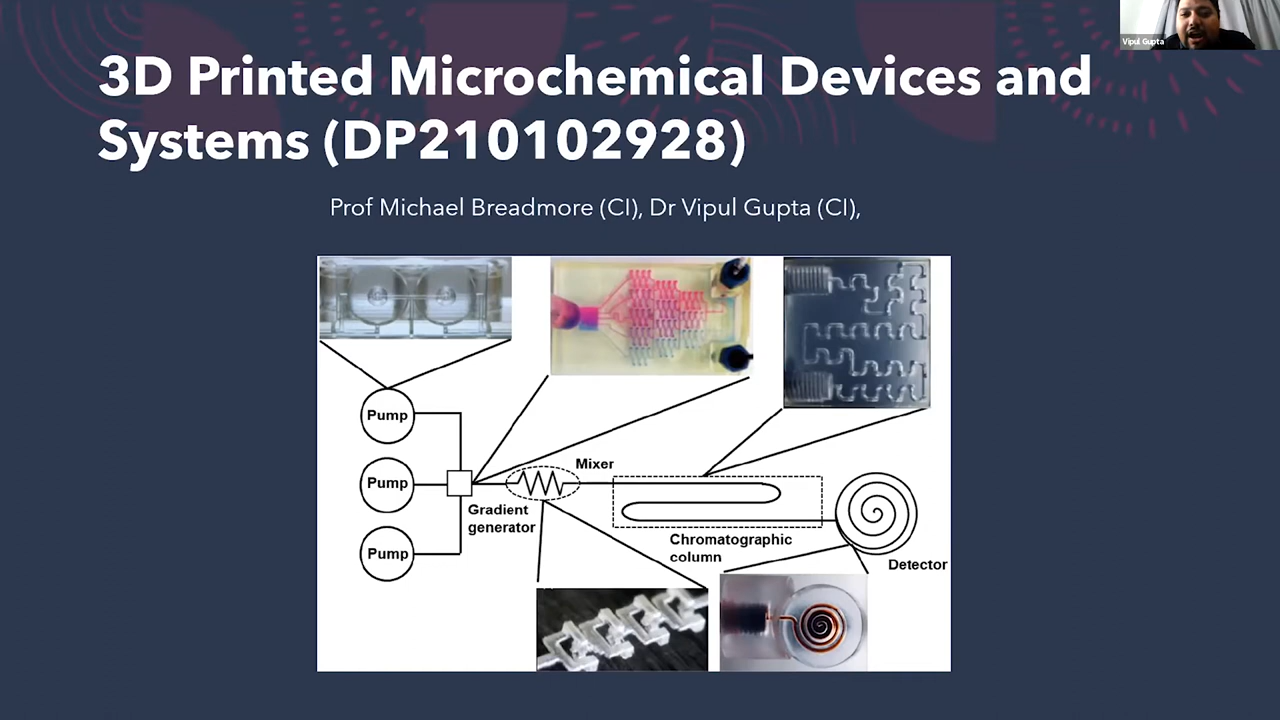 Vipul Gupta
3D Printed Microchemical Devices and
Systems (DP210102928)
Prof Michael Breadmore (CI), Dr Vipul Gupta (CI),
Pump
Pump
Pump
Gradient
generator
Mixer
Chromatographic
column
Detector